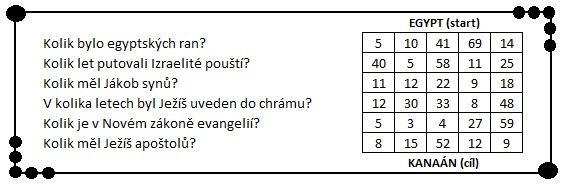 EGYPT (start)
Kolik bylo egyptských ran? 5 10 41 69 14
Kolik let putovali Izraelité pouští? 40 5 58 11 25
Kolik měl Jákob synů? 11 12 22 9 18
V kolika letech byl Ježíš uveden do chrámu? 12 30 33 8 48
Kolik je v Novém zákoně evangelií? 5 3 4 27 59
Kolik měl Ježíš apoštolů? 8 15 52 12 9
KANAÁN (cíl)